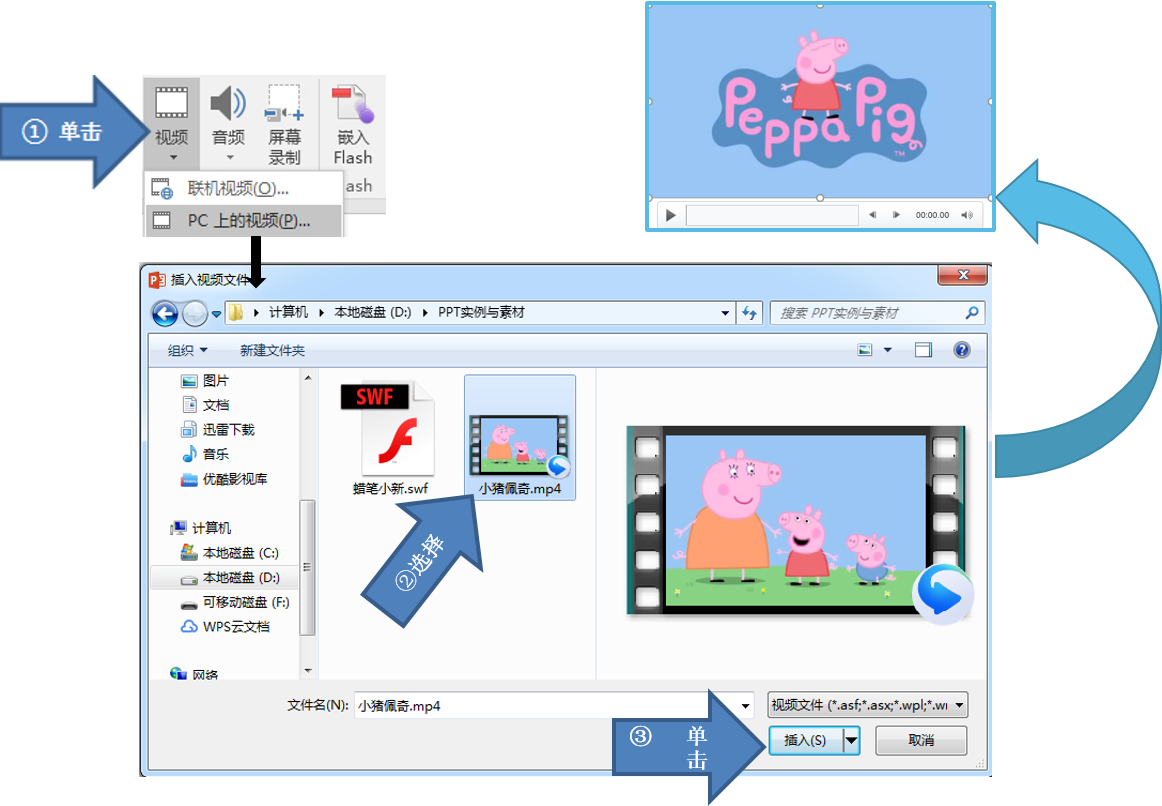 Peppa Pig
TM
00:00.00
① 单击
视频
音频
屏幕
录制
嵌入
Flash
ash
联机视频(O)...
PC 上的视频(P)...
插入视频文件
计算机
本地磁盘 (D:)
PPT实例与素材
搜索 PPT实例与素材
组织
新建文件夹
图片
文档
迅雷下载
音乐
优酷影视库
计算机
本地磁盘 (C:)
本地磁盘 (D:)
可移动磁盘 (F:)
WPS云文档
网络
SWF
蜡笔小新.swf
小猪佩奇.mp4
②选择
文件名(N):
小猪佩奇.mp4
视频文件 (*.asf;*.asx;*.wpl;*.wı
③ 单
击
插入(S)
取消